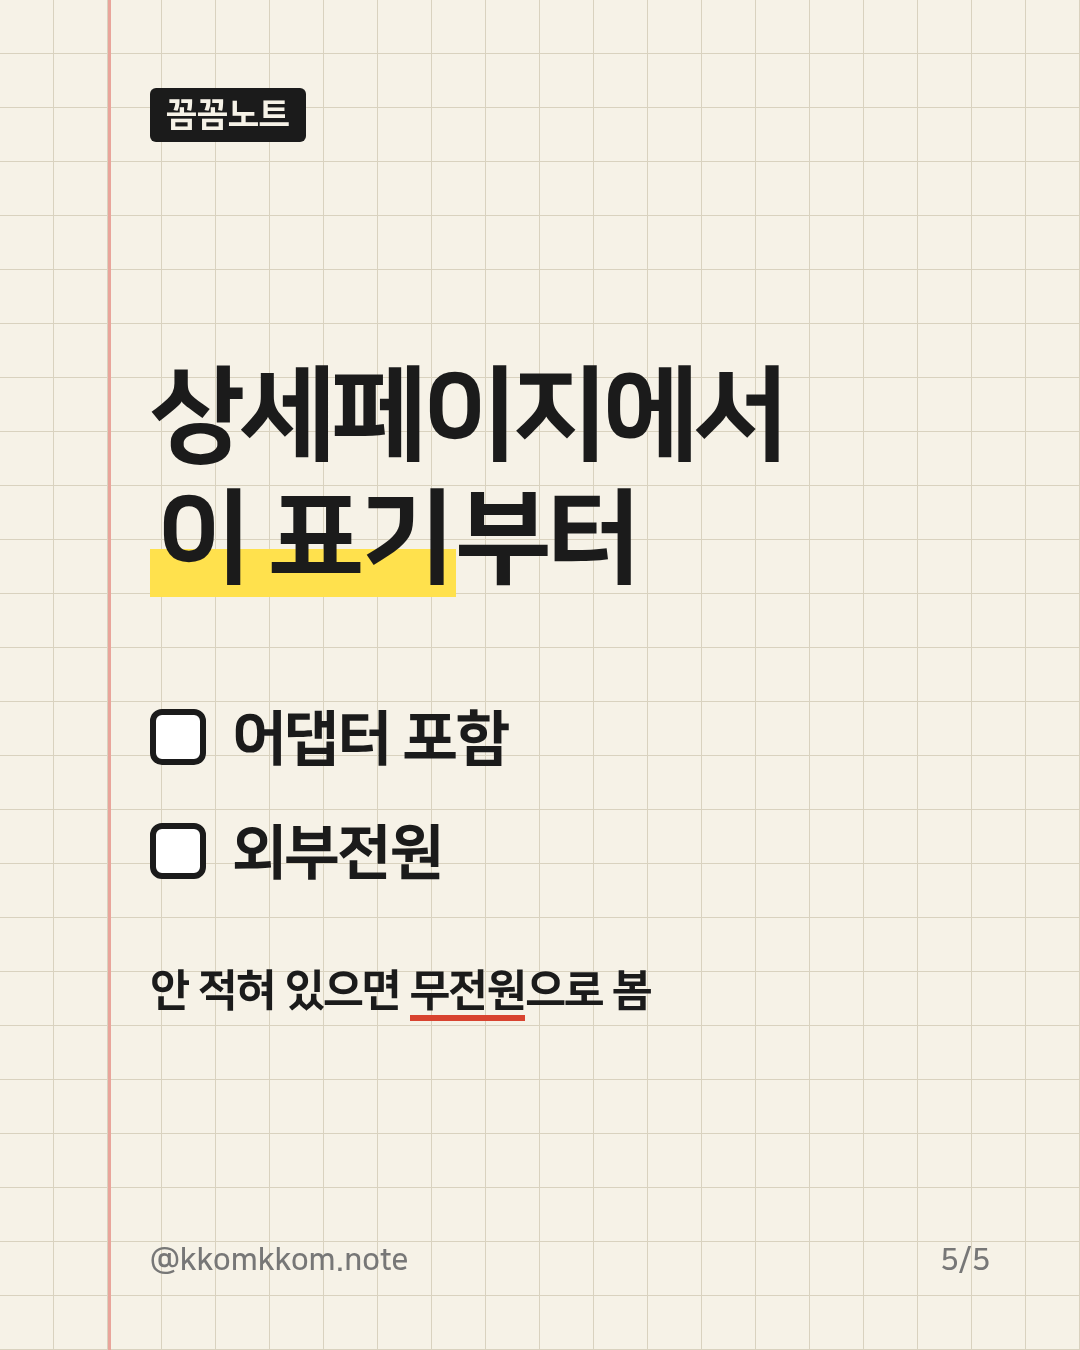 꼼꼼노트
상세페이지에서
이 표기부터
어댑터 포함
외부전원
안 적혀 있으면 무전원으로 봄
@kkomkkom.note
5/5